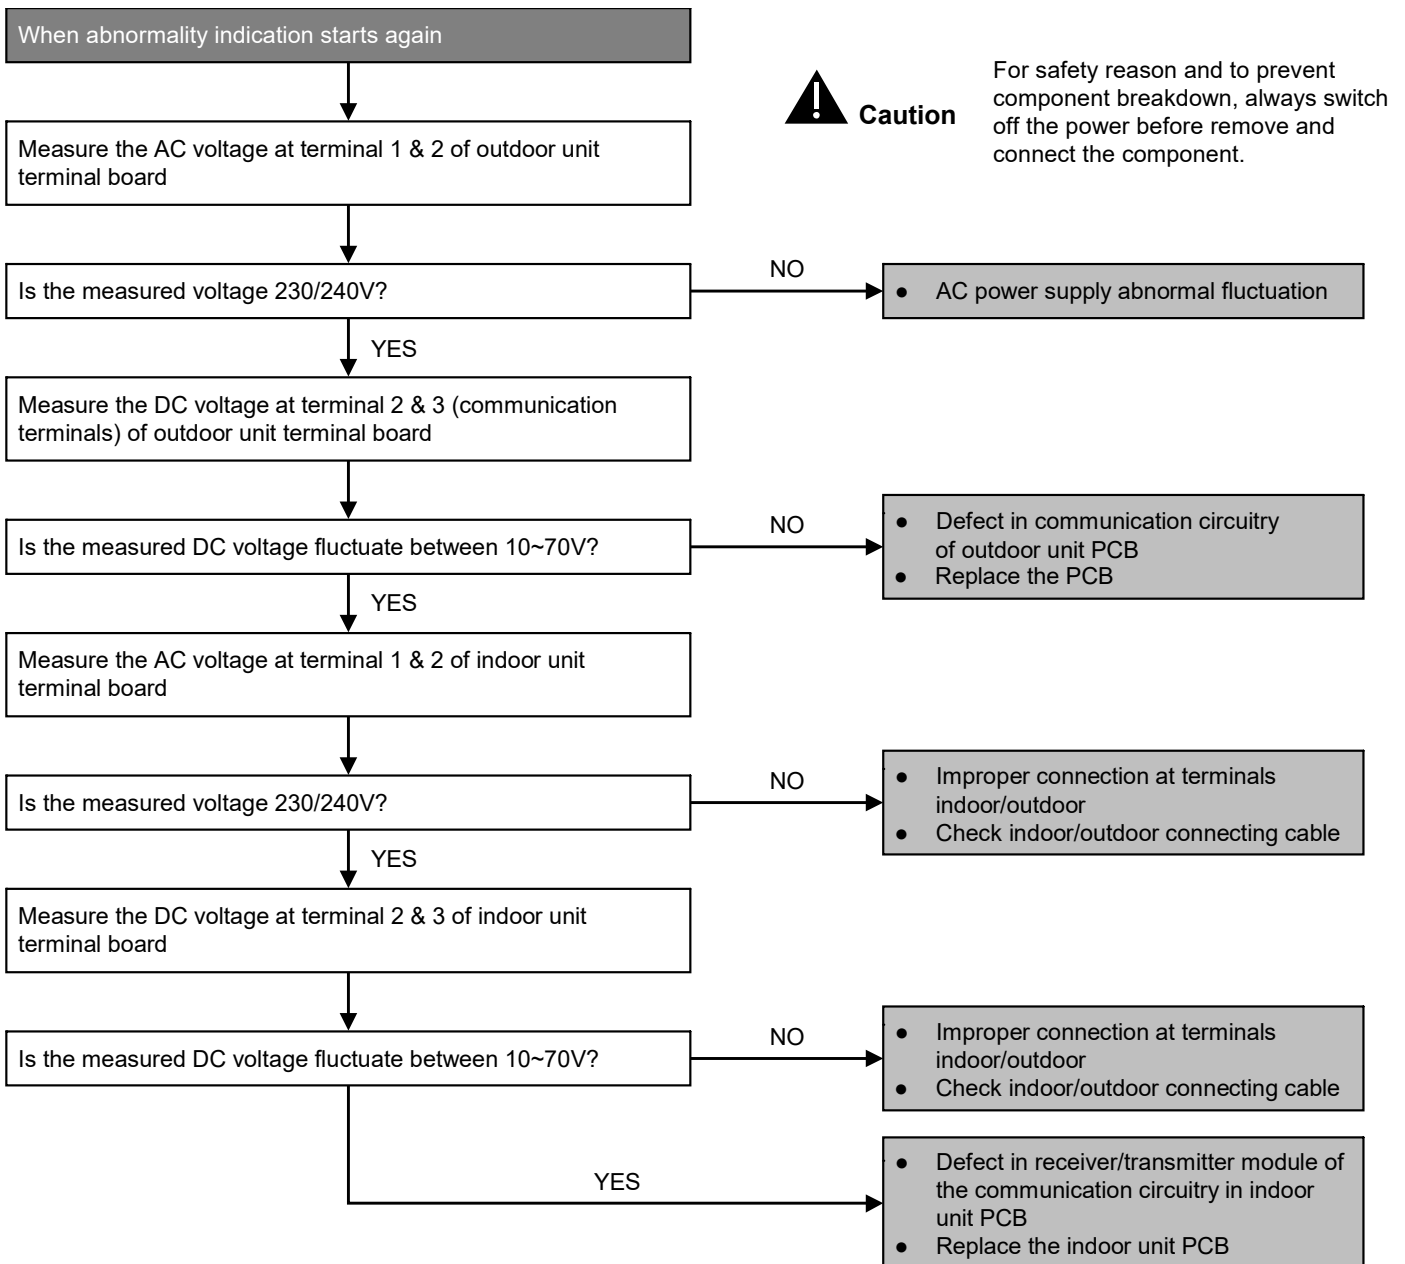 When abnormality indication starts again
Caution
For safety reason and to prevent
component breakdown, always switch
off the power before remove and
connect the component.
Measure the AC voltage at terminal 1 & 2 of outdoor unit
terminal board
Is the measured voltage 230/240V?
NO
● AC power supply abnormal fluctuation
YES
Measure the DC voltage at terminal 2 & 3 (communication
terminals) of outdoor unit terminal board
Is the measured DC voltage fluctuate between 10~70V?
NO
● Defect in communication circuitry
of outdoor unit PCB
● Replace the PCB
YES
Measure the AC voltage at terminal 1 & 2 of indoor unit
terminal board
Is the measured voltage 230/240V?
NO
● Improper connection at terminals
indoor/outdoor
● Check indoor/outdoor connecting cable
YES
Measure the DC voltage at terminal 2 & 3 of indoor unit
terminal board
Is the measured DC voltage fluctuate between 10~70V?
NO
● Improper connection at terminals
indoor/outdoor
● Check indoor/outdoor connecting cable
YES
● Defect in receiver/transmitter module of
the communication circuitry in indoor
unit PCB
● Replace the indoor unit PCB